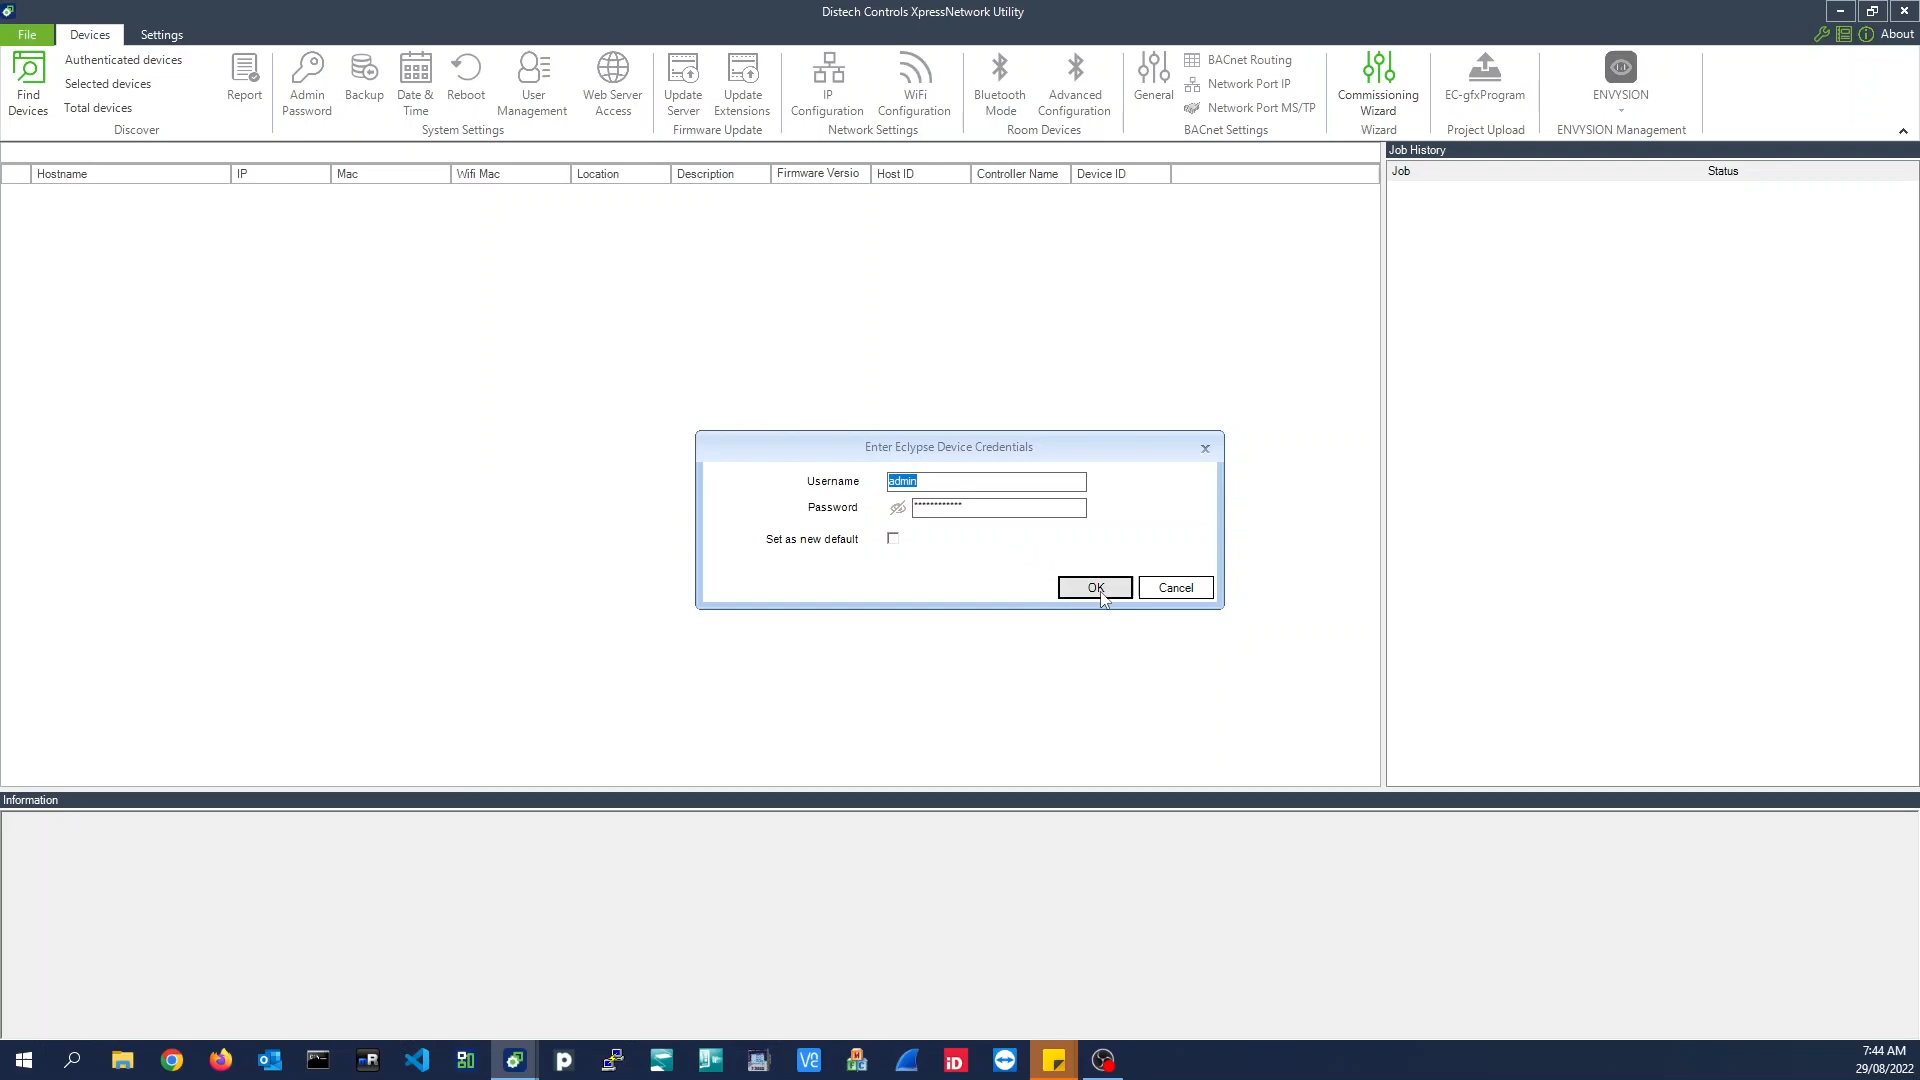 Distech Controls XpressNetwork Utility
File
Devices
Settings
About
Find
Devices
Authenticated devices
Selected devices
Total devices
Discover
Report
Admin
Password
Backup
Date &
Time
Reboot
User
Management
Web Server
Access
System Settings
Update
Server
Update
Extensions
Firmware Update
IP
Configuration
WiFi
Configuration
Network Settings
Bluetooth
Mode
Advanced
Configuration
Room Devices
General
BACnet Routing
Network Port IP
Network Port MS/TP
BACnet Settings
Commissioning
Wizard
Wizard
EC-gfxProgram
Project Upload
ENVYSION
ENVYSION Management
Hostname
IP
Mac
Wifi Mac
Location
Description
Firmware Versio
Host ID
Controller Name
Device ID
Job History
Job
Status
Enter Eclypse Device Credentials
x
Username
admin
Password
************
Set as new default
OK
Cancel
Information
7:44 AM
29/08/2022